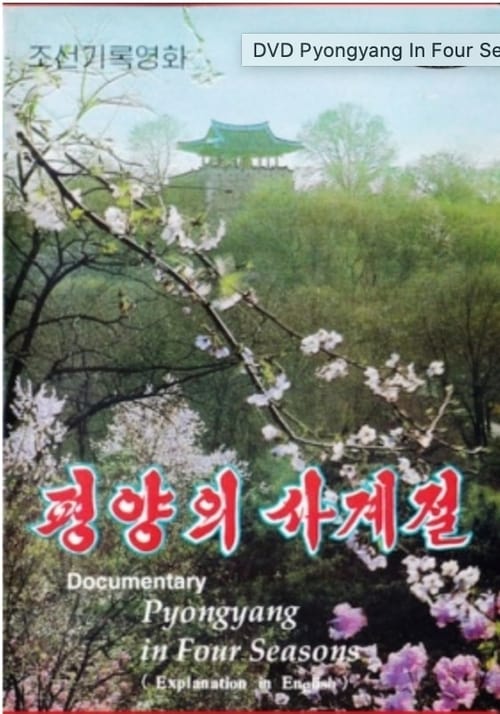 조선기록영화
DVD Pyongyang In Four Se
평양의 사계절
Documentary
Pyongyang
in Four Seasons
( Explanation in English )